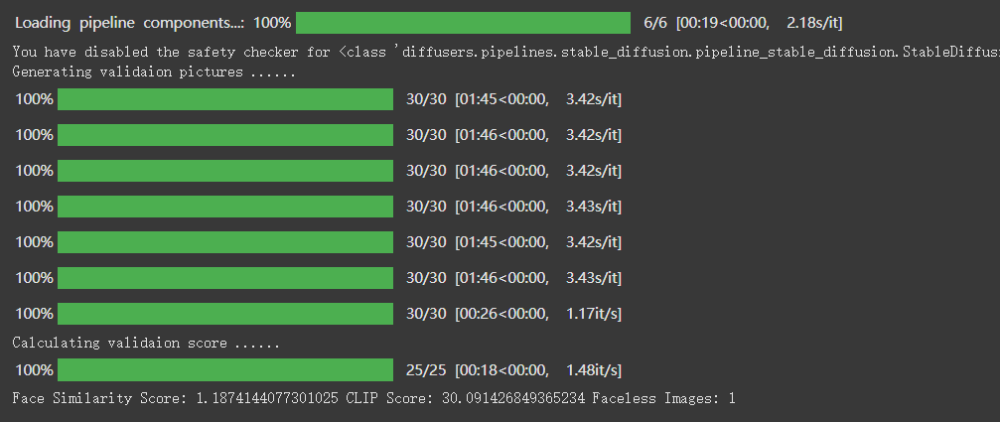 Loading pipeline components...: 100% 6/6 [00:19<00:00, 2.18s/it]
You have disabled the safety checker for <class 'diffusers.pipelines.stable_diffusion.pipeline_stable_diffusion.StableDiffus
Generating validaion pictures ......
100% 30/30 [01:45<00:00, 3.42s/it]
100% 30/30 [01:46<00:00, 3.42s/it]
100% 30/30 [01:46<00:00, 3.42s/it]
100% 30/30 [01:46<00:00, 3.43s/it]
100% 30/30 [01:45<00:00, 3.42s/it]
100% 30/30 [01:46<00:00, 3.43s/it]
100% 30/30 [00:26<00:00, 1.17it/s]
Calculating validaion score ......
100% 25/25 [00:18<00:00, 1.48it/s]
Face Similarity Score: 1.1874144077301025 CLIP Score: 30.091426849365234 Faceless Images: 1